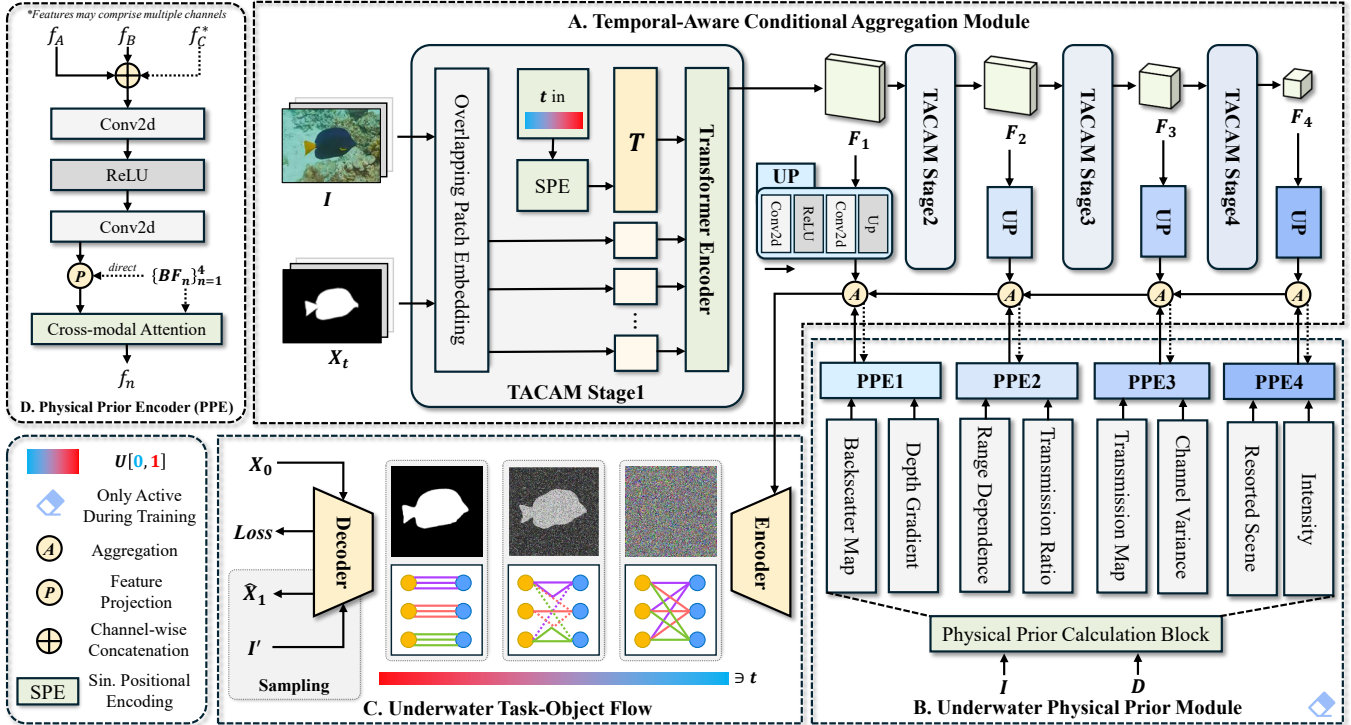 *Features may comprise multiple channels
f_A
f_B
f_C^*
Conv2d
ReLU
Conv2d
P
direct
{BF_n}_{n=1}^4
Cross-modal Attention
f_n
D. Physical Prior Encoder (PPE)
A. Temporal-Aware Conditional Aggregation Module
I
X_t
Overlapping Patch Embedding
t in
SPE
T
Transformer Encoder
...
TACAM Stage1
F_1
TACAM Stage2
F_2
TACAM Stage3
F_3
TACAM Stage4
F_4
UP
Conv2d
ReLU
Conv2d
Up
UP
UP
UP
A
A
A
A
PPE1
PPE2
PPE3
PPE4
Backscatter Map
Depth Gradient
Range Dependence
Transmission Ratio
Transmission Map
Channel Variance
Resorted Scene
Intensity
Physical Prior Calculation Block
I
D
B. Underwater Physical Prior Module
U[0, 1]
Only Active
During Training
A
Aggregation
P
Feature
Projection
Channel-wise
Concatenation
SPE
Sin. Positional
Encoding
X_0
Loss
X̂_1
I'
Sampling
Decoder
Encoder
∋ t
C. Underwater Task-Object Flow